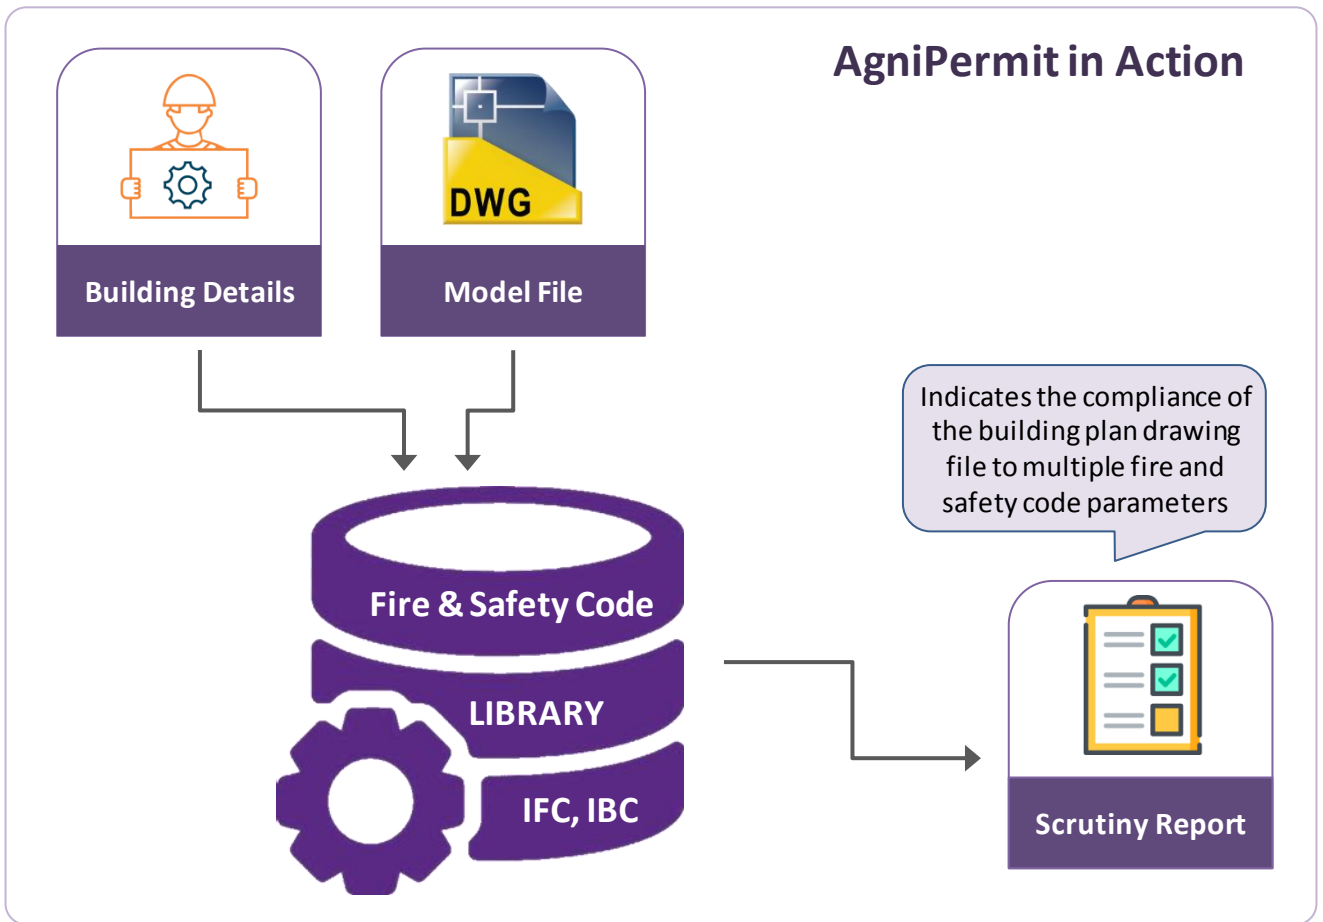 AgniPermit in Action
DWG
Building Details
Model File
Indicates the compliance of
the building plan drawing
file to multiple fire and
safety code parameters
Fire & Safety Code
LIBRARY
IFC, IBC
Scrutiny Report